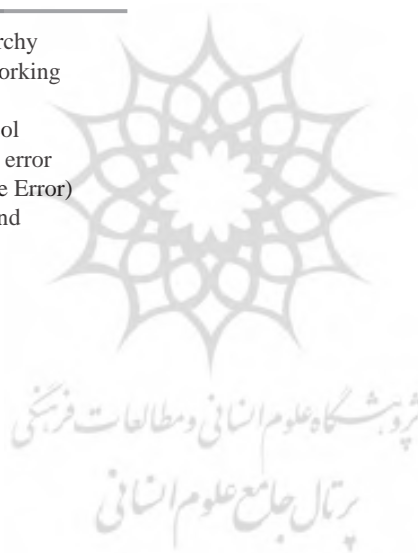 rchy
orking
ol
error
e Error)
nd
پژوهشگاه علوم انسانی و مطالعات فرهنگی
پرتال جامع علوم انسانی